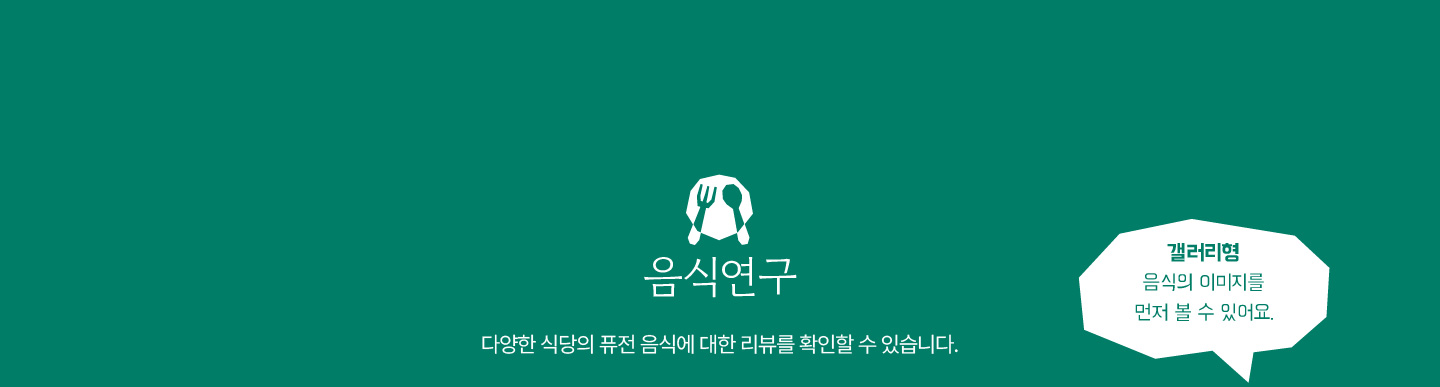 음식연구
다양한 식당의 퓨전 음식에 대한 리뷰를 확인할 수 있습니다.
갤러리형
음식의 이미지를
먼저 볼 수 있어요.